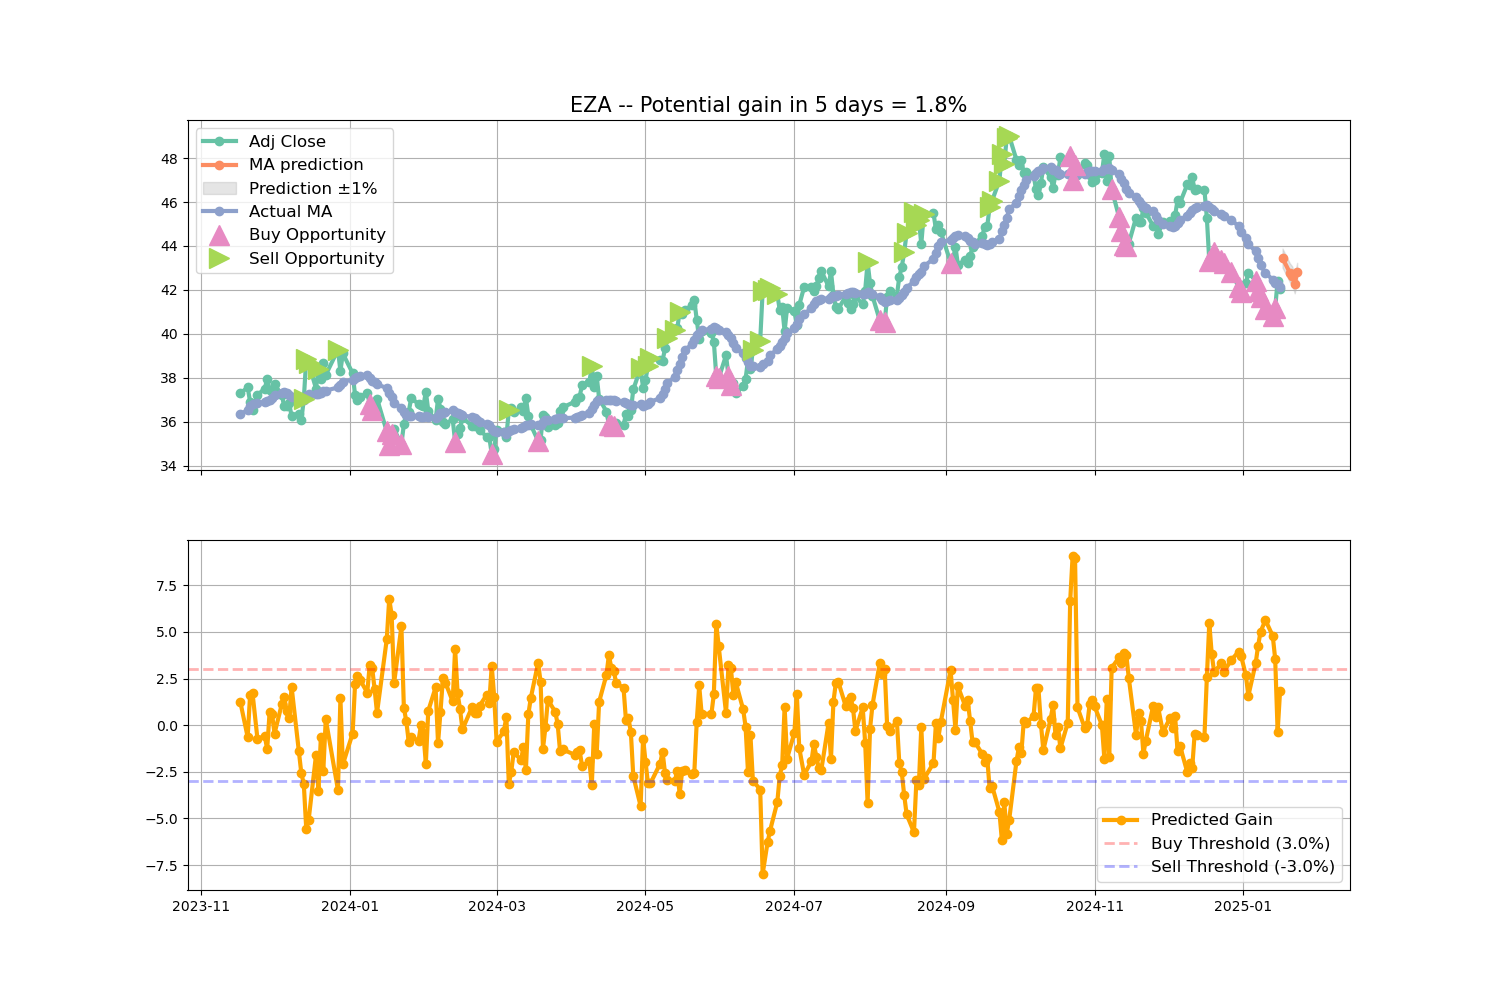 EZA -- Potential gain in 5 days = 1.8%
48
46
44
42
40
38
36
34
Adj Close
MA prediction
Prediction ±1%
Actual MA
Buy Opportunity
Sell Opportunity
7.5
5.0
2.5
0.0
−2.5
−5.0
−7.5
Predicted Gain
Buy Threshold (3.0%)
Sell Threshold (-3.0%)
2023-11
2024-01
2024-03
2024-05
2024-07
2024-09
2024-11
2025-01